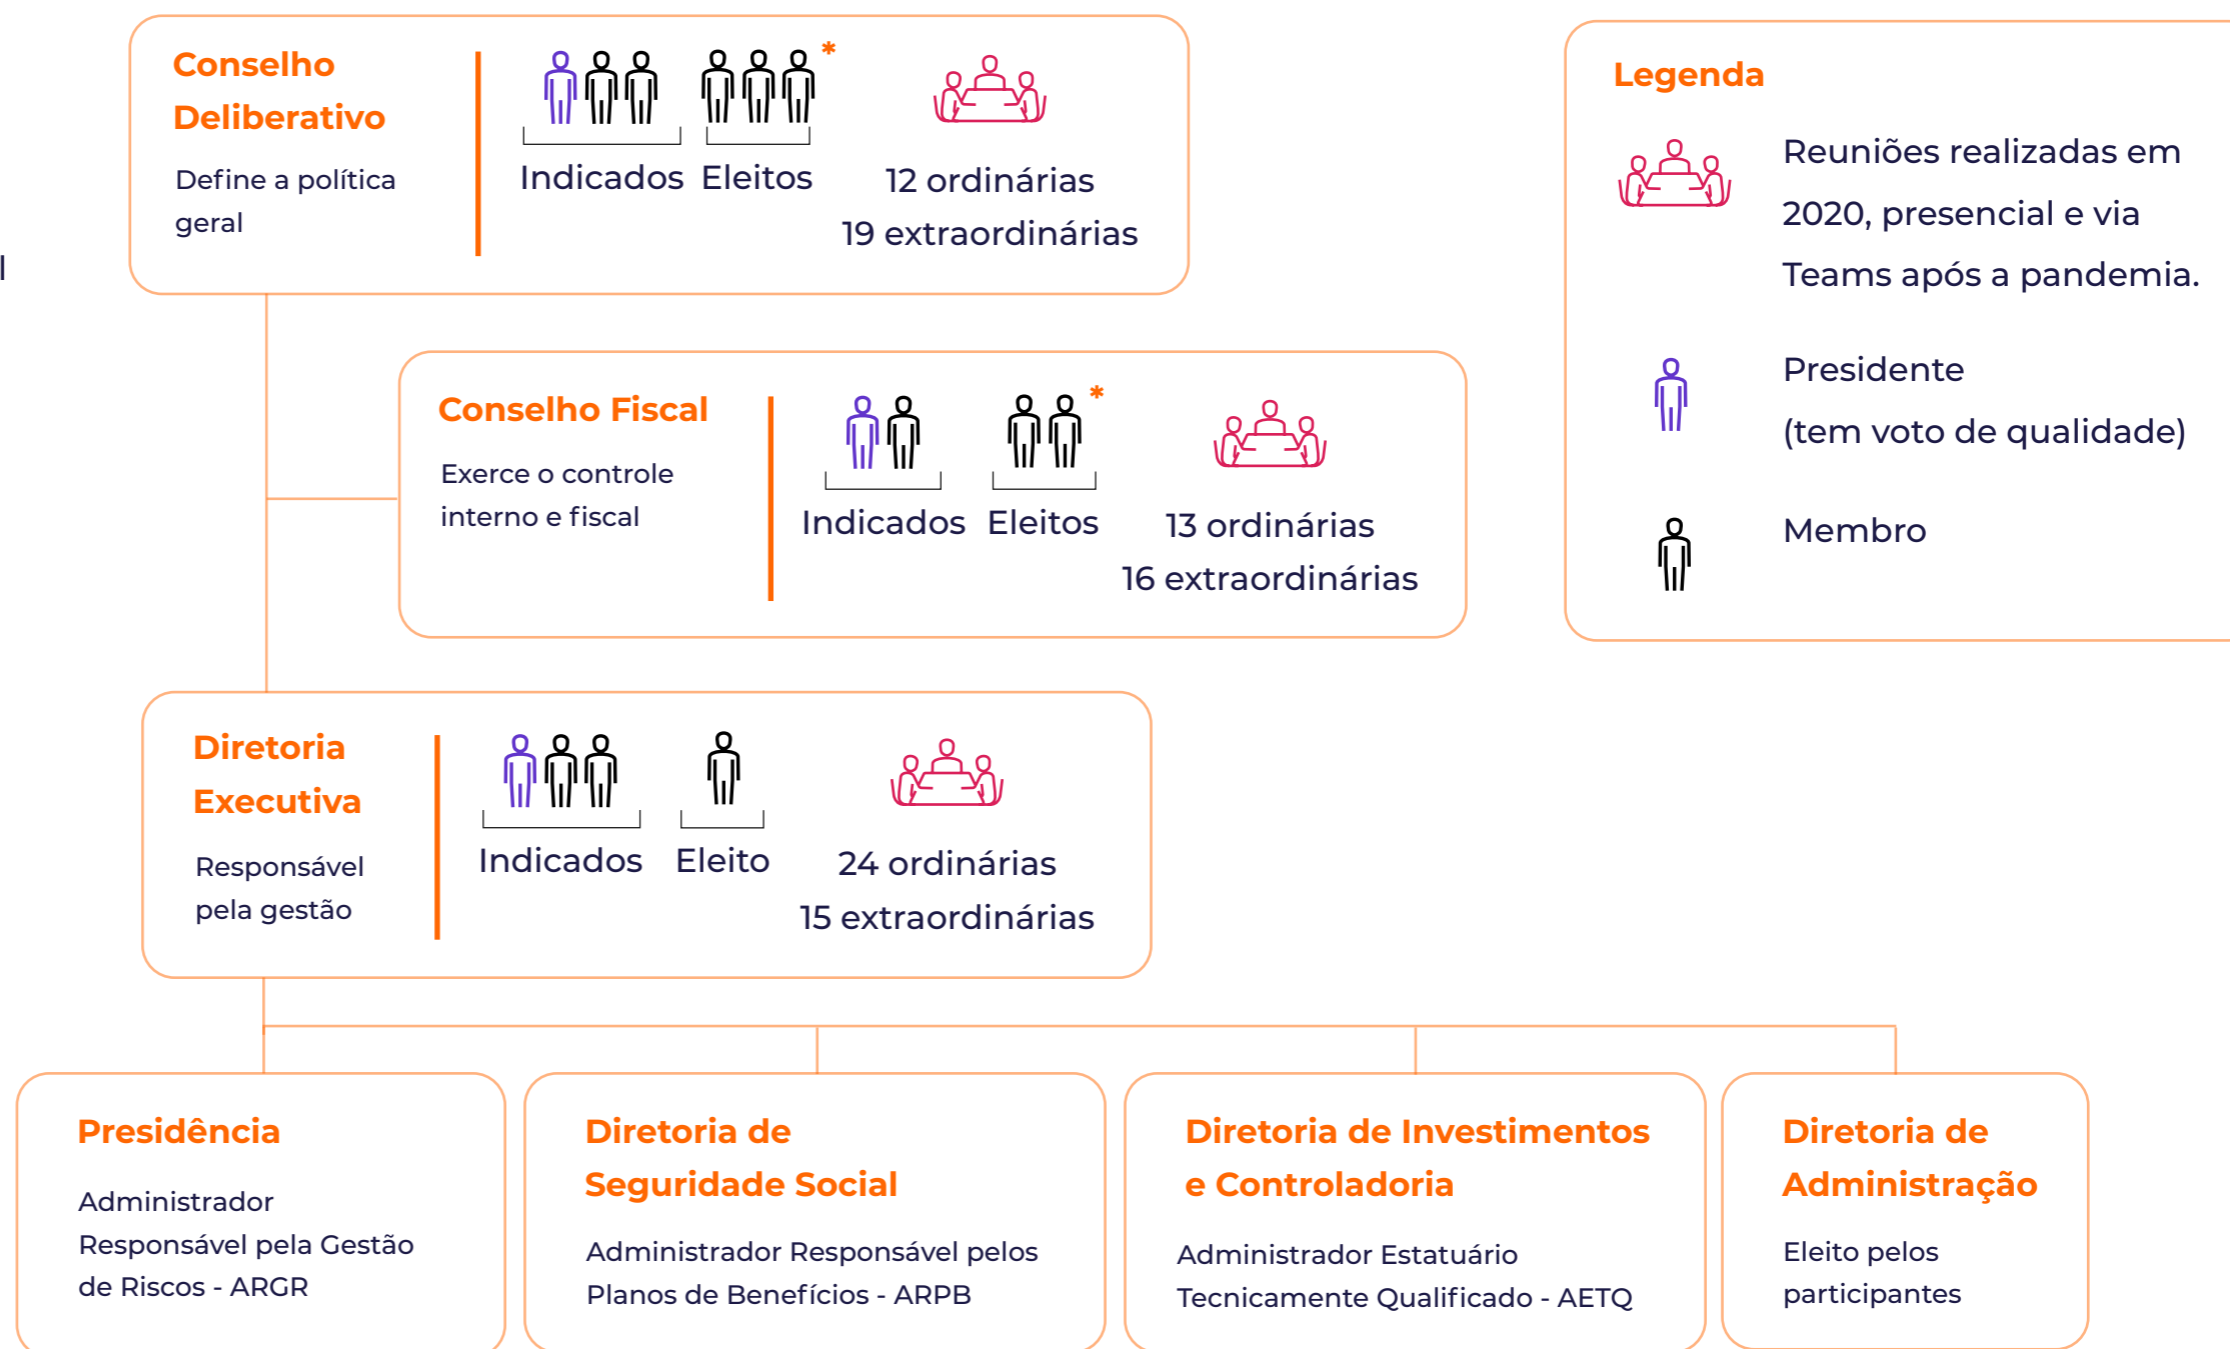 Conselho
Deliberativo
Define a política
geral
Indicados Eleitos
*
12 ordinárias
19 extraordinárias
l
Legenda
Reuniões realizadas em
2020, presencial e via
Teams após a pandemia.
Presidente
(tem voto de qualidade)
Membro
Conselho Fiscal
Exerce o controle
interno e fiscal
Indicados Eleitos
*
13 ordinárias
16 extraordinárias
Diretoria
Executiva
Responsável
pela gestão
Indicados Eleito
24 ordinárias
15 extraordinárias
Presidência
Administrador
Responsável pela Gestão
de Riscos - ARGR
Diretoria de
Seguridade Social
Administrador Responsável pelos
Planos de Benefícios - ARPB
Diretoria de Investimentos
e Controladoria
Administrador Estatuário
Tecnicamente Qualificado - AETQ
Diretoria de
Administração
Eleito pelos
participantes